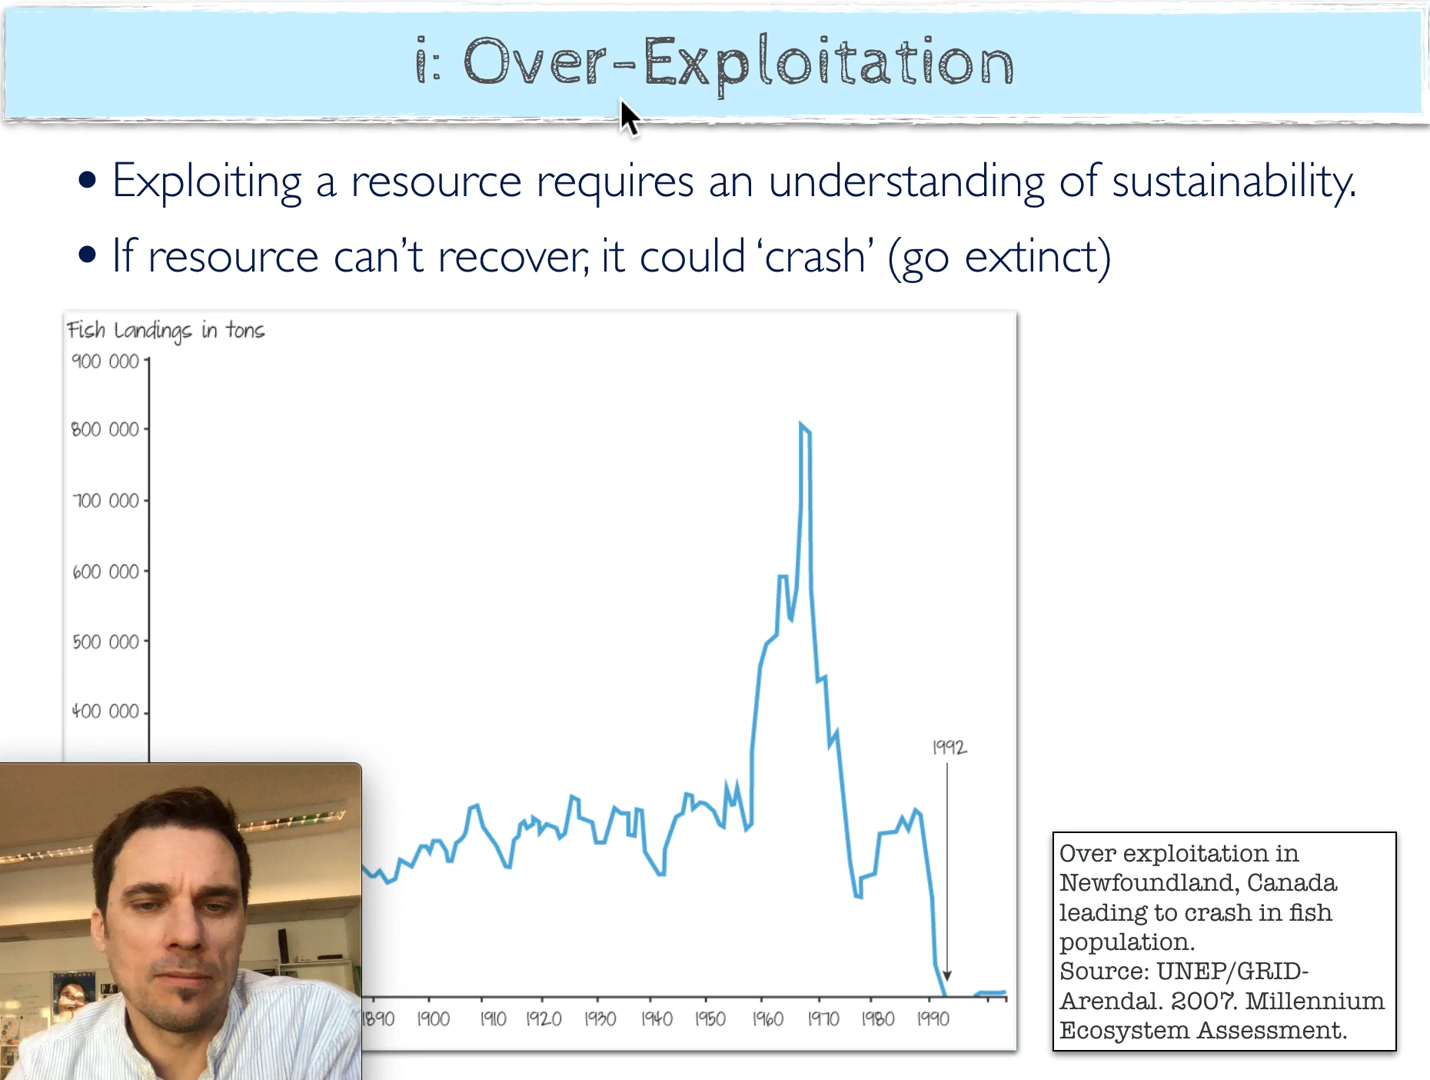 i: Over-Exploitation
• Exploiting a resource requires an understanding of sustainability.
• If resource can't recover, it could 'crash' (go extinct)
Fish Landings in tons
900 000
800 000
700 000
600 000
500 000
400 000
1992
1890 1900 1910 1920 1930 1940 1950 1960 1970 1980 1990
Over exploitation in
Newfoundland, Canada
leading to crash in fish
population.
Source: UNEP/GRID-
Arendal. 2007. Millennium
Ecosystem Assessment.